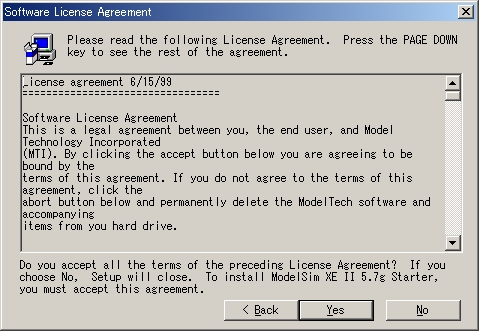 Software License Agreement
Please read the following License Agreement. Press the PAGE DOWN
key to see the rest of the agreement.
License agreement 6/15/99
=================================
Software License Agreement
This is a legal agreement between you, the end user, and Model
Technology Incorporated
(MTI). By clicking the accept button below you are agreeing to be
bound by the
terms of this agreement. If you do not agree to the terms of this
agreement, click the
abort button below and permanently delete the ModelTech software and
accompanying
items from you hard drive.
Do you accept all the terms of the preceding License Agreement? If you
choose No, Setup will close. To install ModelSim XE II 5.7g Starter,
you must accept this agreement.
< Back Yes No